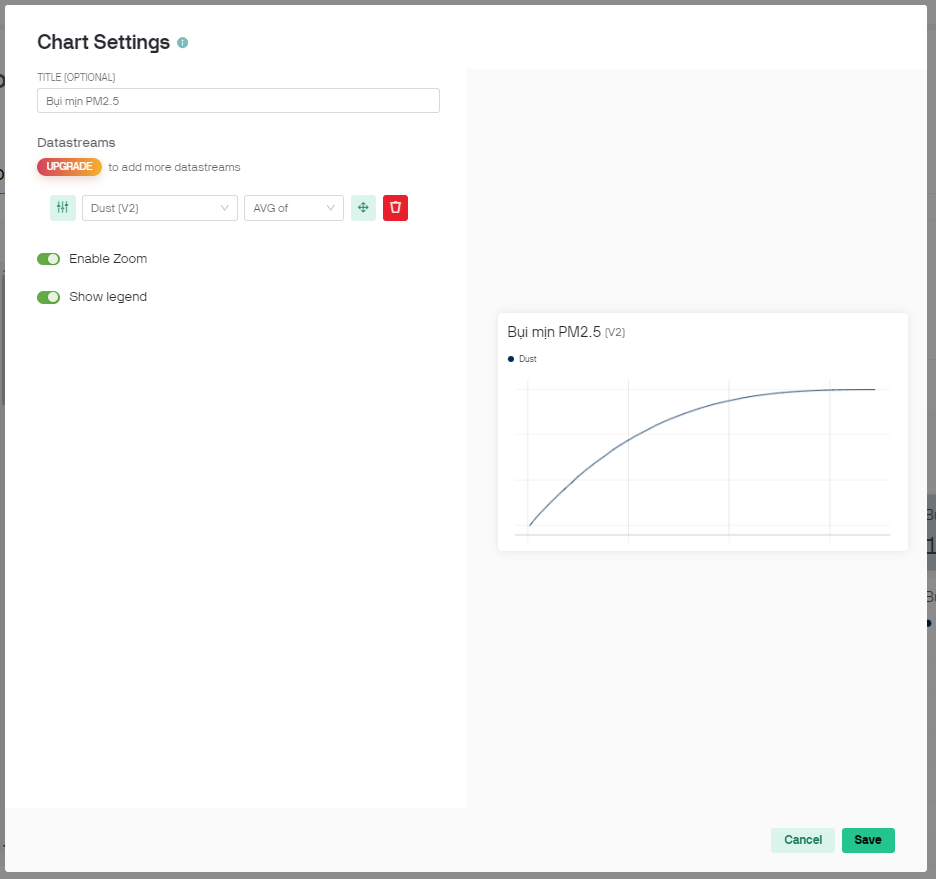 Chart Settings
TITLE (OPTIONAL)
Bụi mịn PM2.5
Datastreams
UPGRADE to add more datastreams
Dust (V2) AVG of
Enable Zoom
Show legend
Bụi mịn PM2.5 (V2)
Dust
Cancel Save